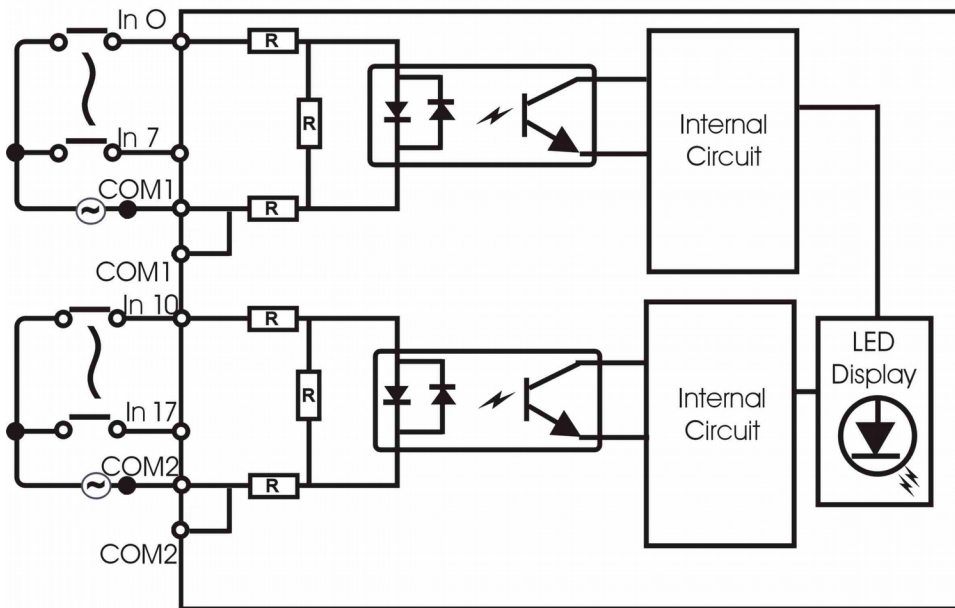 In 0
R
R
In 7
COM1
R
COM1
Internal
Circuit
In 10
R
R
In 17
COM2
R
COM2
Internal
Circuit
LED
Display